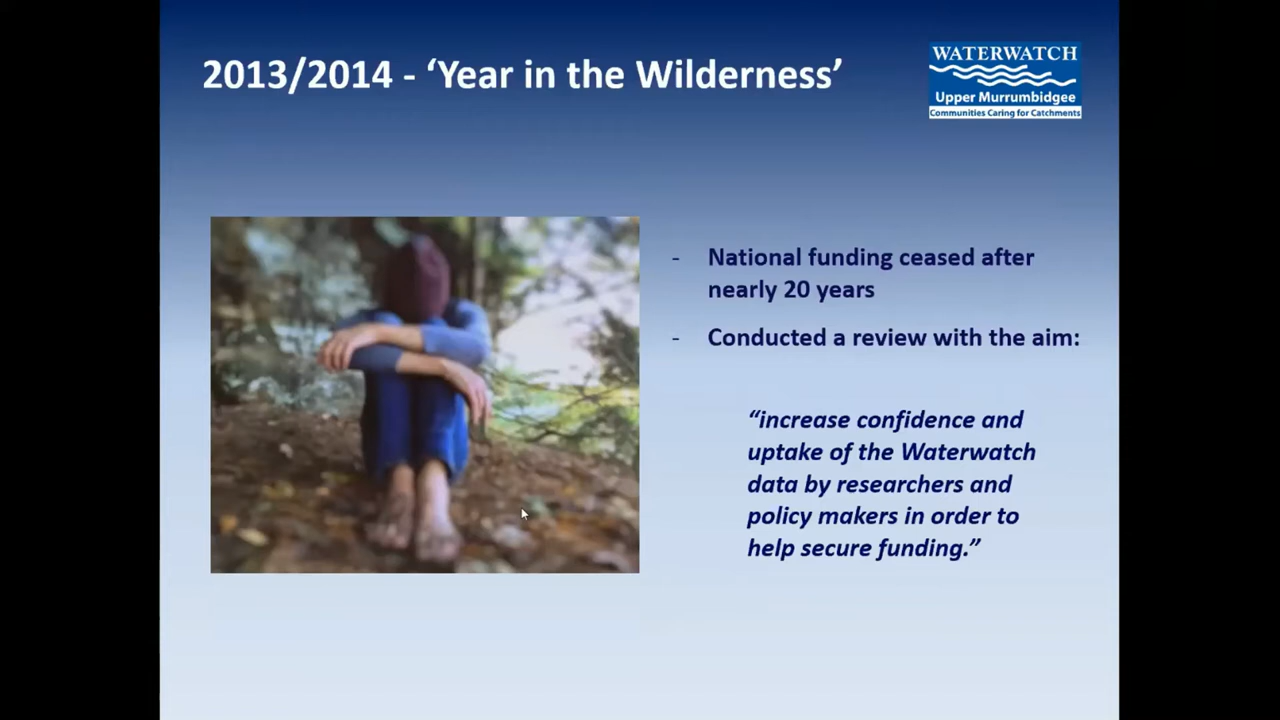 2013/2014 - ‘Year in the Wilderness’
WATERWATCH
Upper Murrumbidgee
Communities Caring for Catchments
- National funding ceased after
nearly 20 years
- Conducted a review with the aim:
“increase confidence and
uptake of the Waterwatch
data by researchers and
policy makers in order to
help secure funding.”